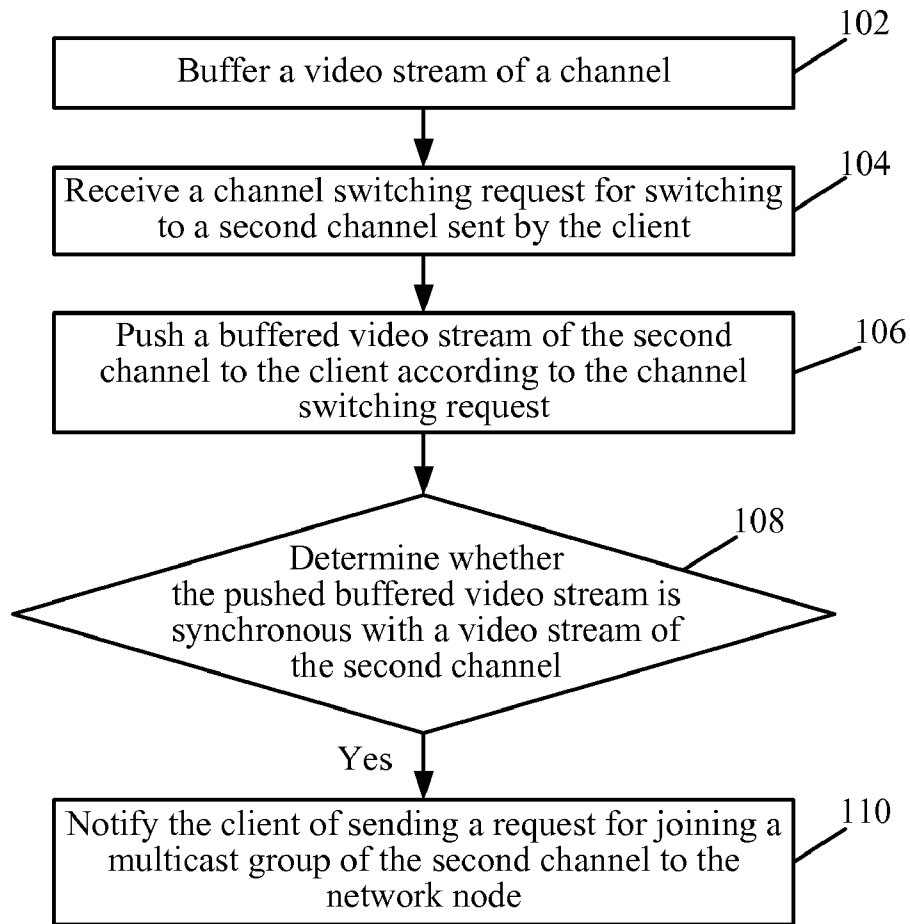 102
Buffer a video stream of a channel
104
Receive a channel switching request for switching
to a second channel sent by the client
106
Push a buffered video stream of the second
channel to the client according to the channel
switching request
108
Determine whether
the pushed buffered video stream is
synchronous with a video stream of
the second channel
Yes
110
Notify the client of sending a request for joining a
multicast group of the second channel to the
network node